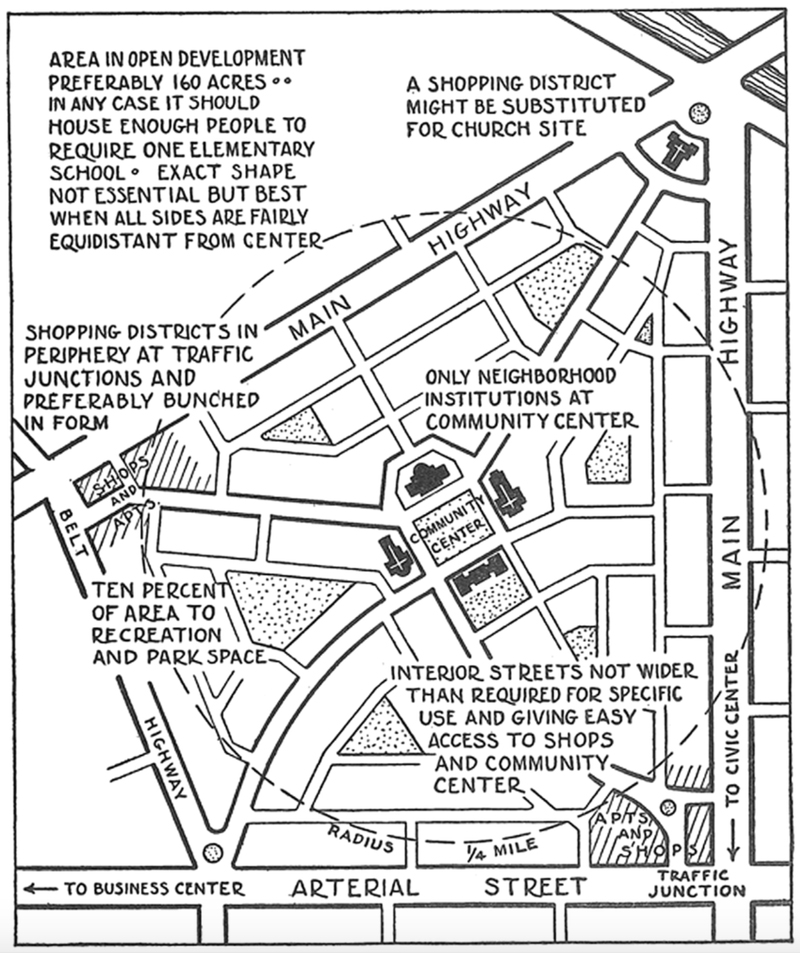 AREA IN OPEN DEVELOPMENT
PREFERABLY 160 ACRES • •
IN ANY CASE IT SHOULD
HOUSE ENOUGH PEOPLE TO
REQUIRE ONE ELEMENTARY
SCHOOL • EXACT SHAPE
NOT ESSENTIAL BUT BEST
WHEN ALL SIDES ARE FAIRLY
EQUIDISTANT FROM CENTER
A SHOPPING DISTRICT
MIGHT BE SUBSTITUTED
FOR CHURCH SITE
MAIN HIGHWAY
HIGHWAY
SHOPPING DISTRICTS IN
PERIPHERY AT TRAFFIC
JUNCTIONS AND
PREFERABLY BUNCHED
IN FORM
ONLY NEIGHBORHOOD
INSTITUTIONS AT
COMMUNITY CENTER
SHOPS
AND
APTS.
BELT
COMMUNITY
CENTER
MAIN
TEN PERCENT
OF AREA TO
RECREATION
AND PARK SPACE
INTERIOR STREETS NOT WIDER
THAN REQUIRED FOR SPECIFIC
USE AND GIVING EASY
ACCESS TO SHOPS
AND COMMUNITY
CENTER
HIGHWAY
TO CIVIC CENTER
APTS.
AND
SHOPS
RADIUS 1/4 MILE
TRAFFIC
JUNCTION
TO BUSINESS CENTER
ARTERIAL STREET